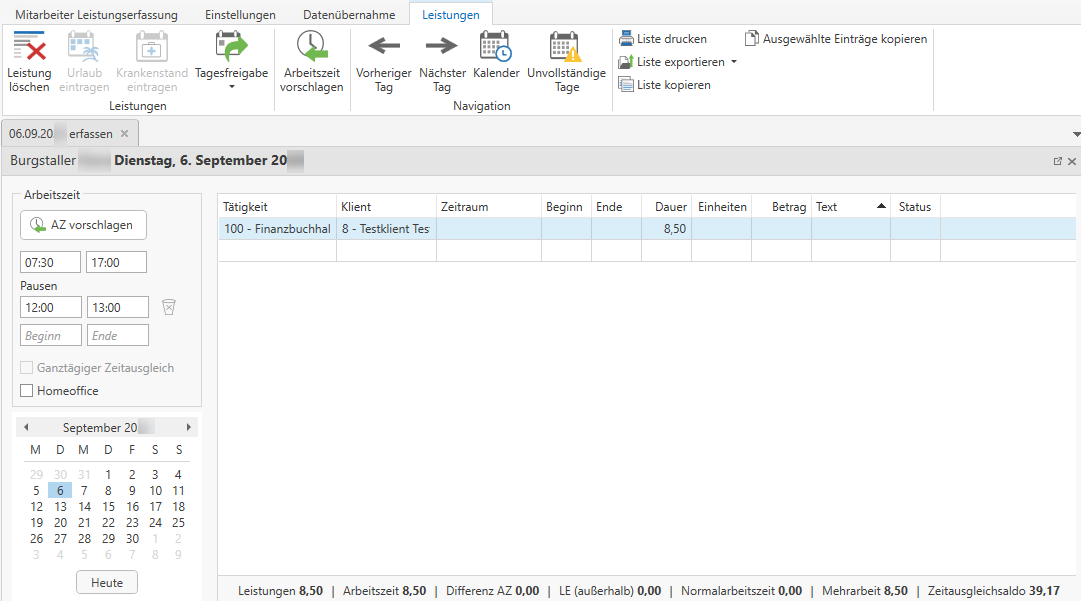 Mitarbeiter Leistungserfassung Einstellungen Datenübernahme Leistungen
Leistung löschen
Urlaub eintragen
Krankenstand eintragen
Tagesfreigabe
Leistungen
Arbeitszeit vorschlagen
Vorheriger Tag
Nächster Tag
Kalender
Unvollständige Tage
Navigation
Liste drucken
Liste exportieren
Liste kopieren
Ausgewählte Einträge kopieren
06.09.20 erfassen
Burgstaller Dienstag, 6. September 20
Arbeitszeit
AZ vorschlagen
07:30 17:00
Pausen
12:00 13:00
Beginn Ende
Ganztägiger Zeitausgleich
Homeoffice
September 20
M D M D F S S
29 30 31 1 2 3 4
5 6 7 8 9 10 11
12 13 14 15 16 17 18
19 20 21 22 23 24 25
26 27 28 29 30 1 2
3 4 5 6 7 8 9
Heute
Tätigkeit Klient Zeitraum Beginn Ende Dauer Einheiten Betrag Text Status
100 - Finanzbuchhal 8 - Testklient Tes 8,50
Leistungen 8,50 | Arbeitszeit 8,50 | Differenz AZ 0,00 | LE (außerhalb) 0,00 | Normalarbeitszeit 0,00 | Mehrarbeit 8,50 | Zeitausgleichsaldo 39,17